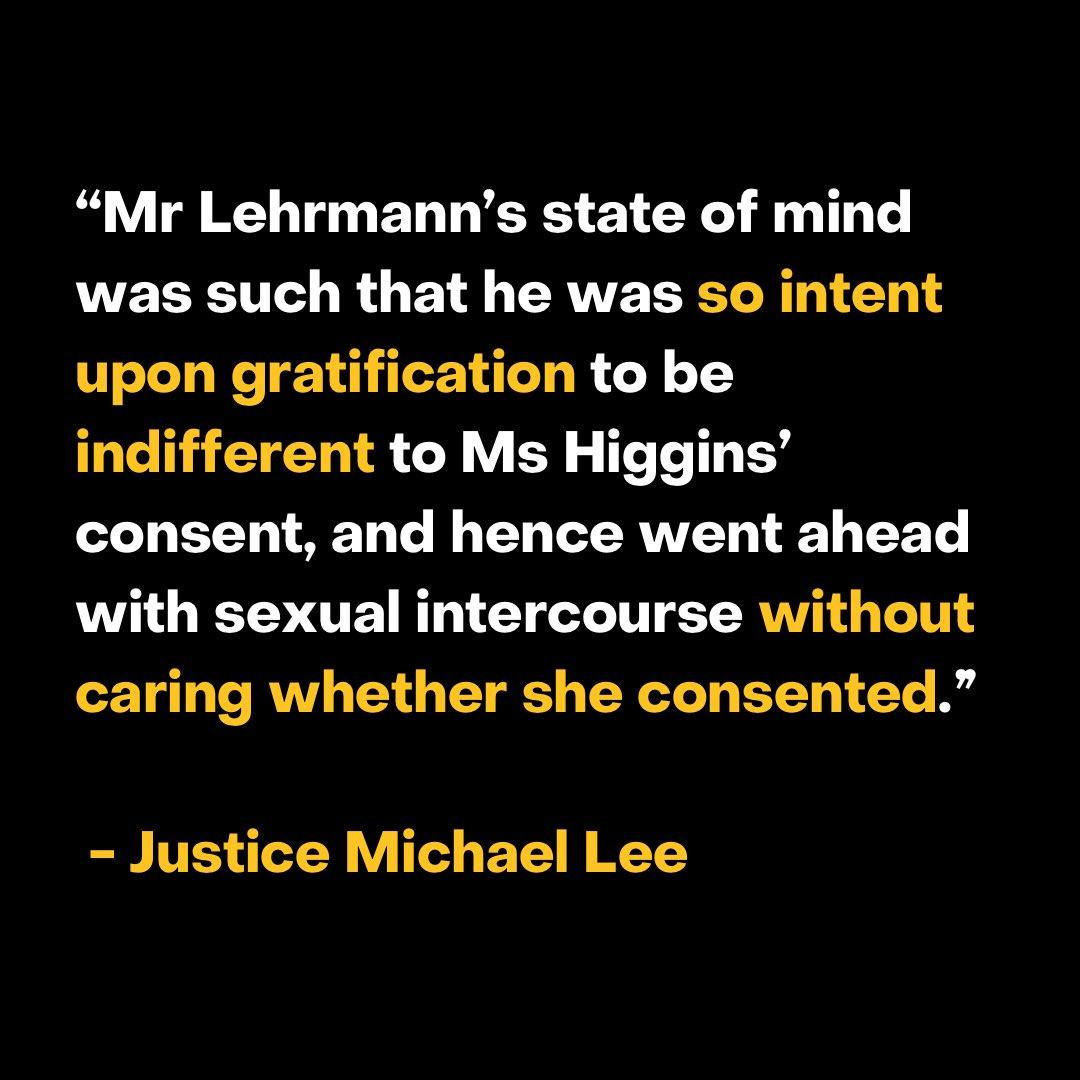 “Mr Lehrmann’s state of mind
was such that he was so intent
upon gratification to be
indifferent to Ms Higgins’
consent, and hence went ahead
with sexual intercourse without
caring whether she consented.”
- Justice Michael Lee